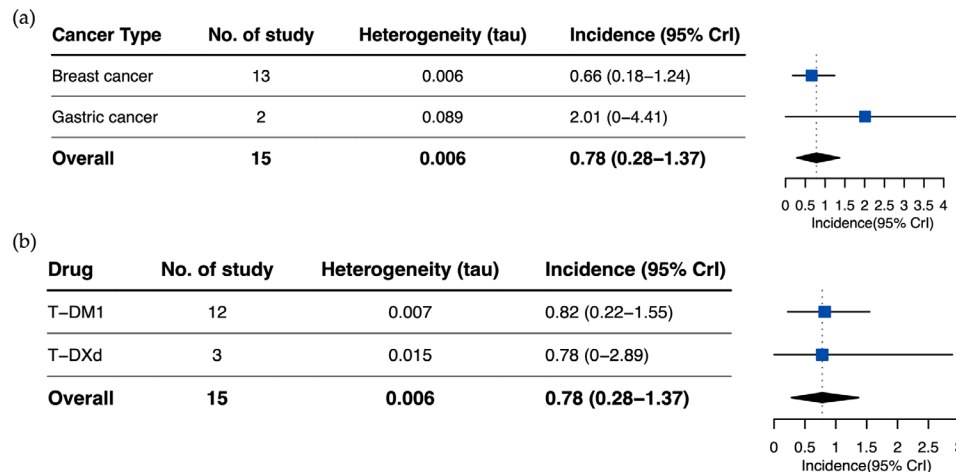 (a)
Cancer Type No. of study Heterogeneity (tau) Incidence (95% CrI)
Breast cancer 13 0.006 0.66 (0.18–1.24)
Gastric cancer 2 0.089 2.01 (0–4.41)
Overall 15 0.006 0.78 (0.28–1.37)
0 0.5 1 1.5 2 2.5 3 3.5 4
Incidence(95% CrI)
(b)
Drug No. of study Heterogeneity (tau) Incidence (95% CrI)
T−DM1 12 0.007 0.82 (0.22–1.55)
T−DXd 3 0.015 0.78 (0–2.89)
Overall 15 0.006 0.78 (0.28–1.37)
0 0.5 1 1.5 2 2.5
Incidence(95% CrI)